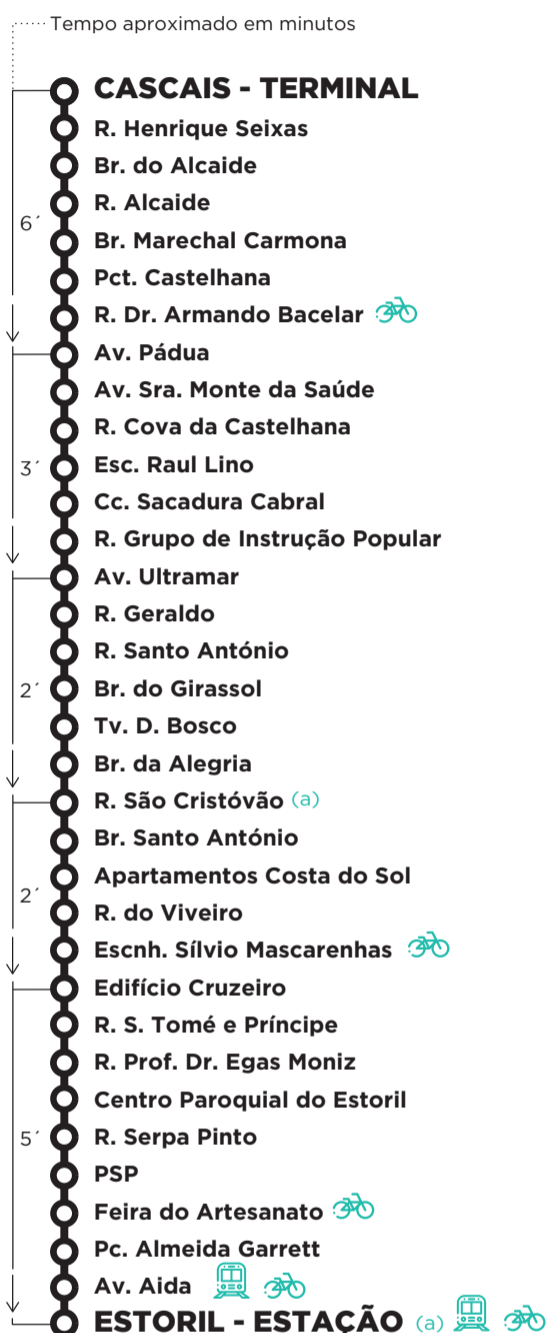 Tempo aproximado em minutos
CASCAIS - TERMINAL
R. Henrique Seixas
Br. do Alcaide
R. Alcaide
6´
Br. Marechal Carmona
Pct. Castelhana
R. Dr. Armando Bacelar
Av. Pádua
Av. Sra. Monte da Saúde
R. Cova da Castelhana
3´ Esc. Raul Lino
Cc. Sacadura Cabral
R. Grupo de Instrução Popular
Av. Ultramar
R. Geraldo
R. Santo António
2´ Br. do Girassol
Tv. D. Bosco
Br. da Alegria
R. São Cristóvão (a)
Br. Santo António
Apartamentos Costa do Sol
2´
R. do Viveiro
Escnh. Sílvio Mascarenhas
Edifício Cruzeiro
R. S. Tomé e Príncipe
R. Prof. Dr. Egas Moniz
Centro Paroquial do Estoril
5´ R. Serpa Pinto
PSP
Feira do Artesanato
Pc. Almeida Garrett
Av. Aida
ESTORIL - ESTAÇÃO (a)